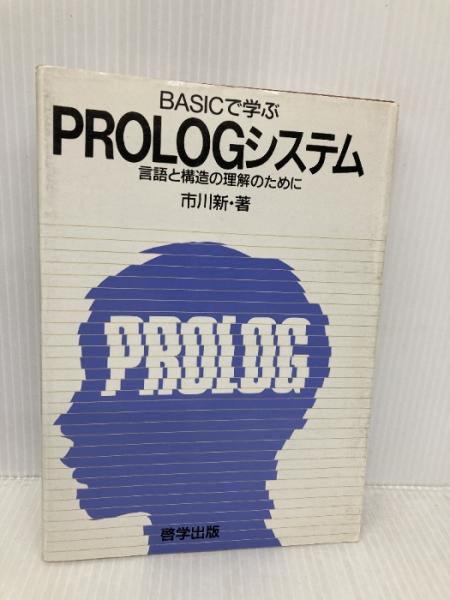 BASICで学ぶ
PROLOGシステム
言語と構造の理解のために
市川新・著
PROLOG
啓学出版